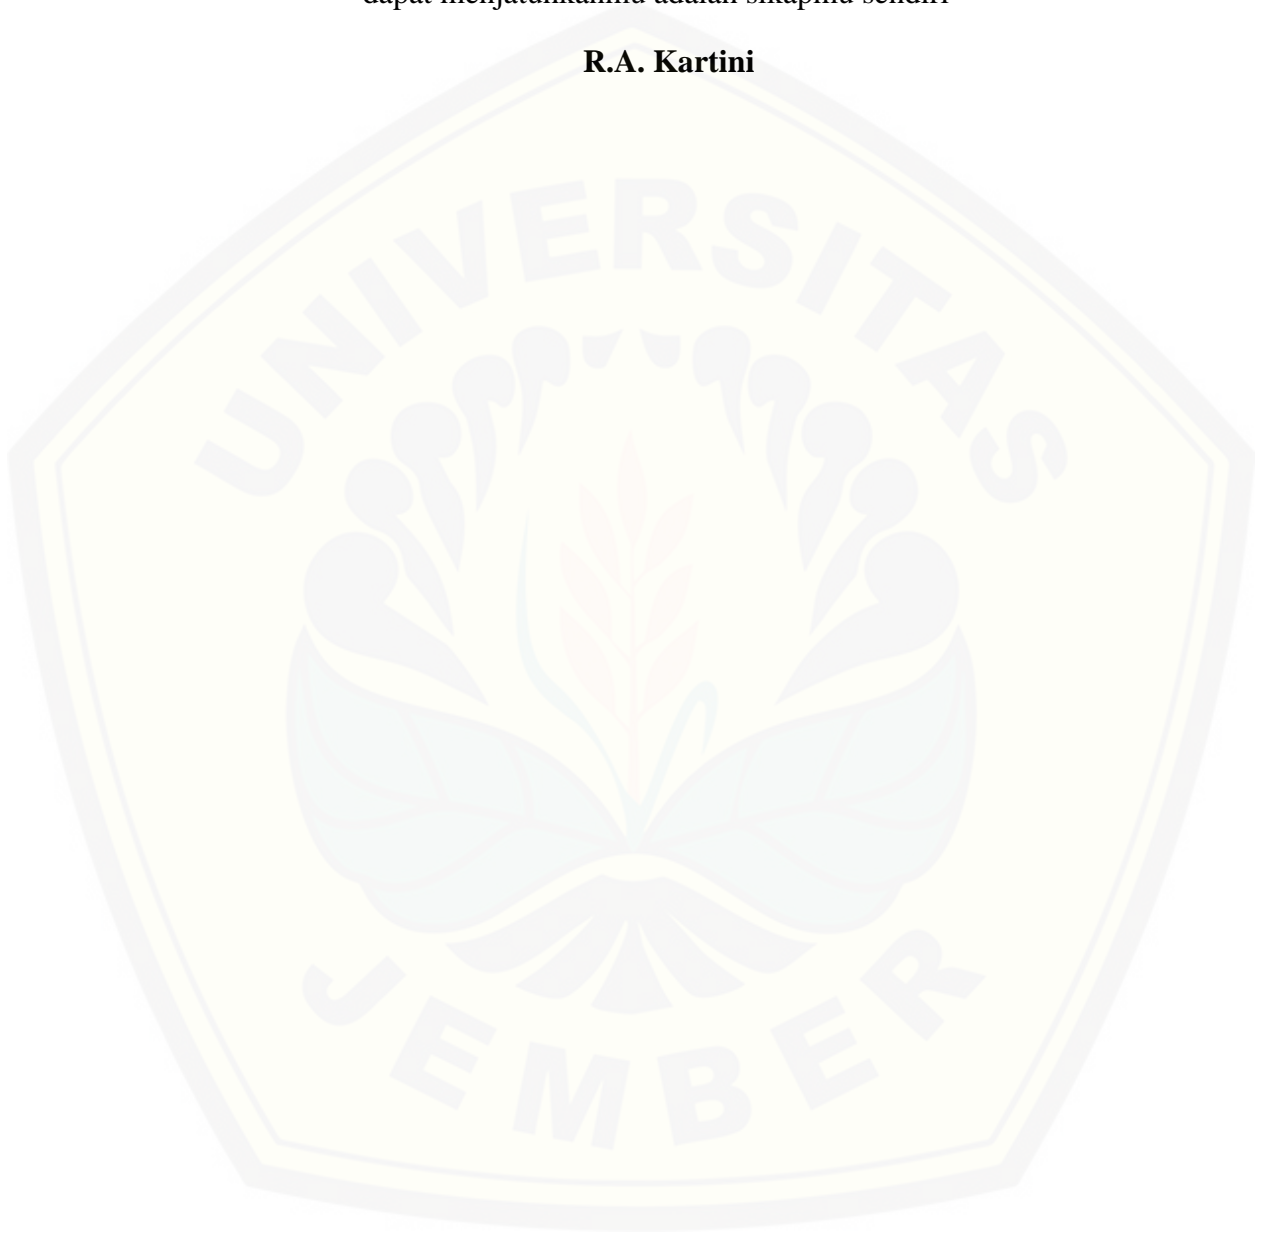 dapat menjatuhkanmu adalah sikapmu sendiri
R.A. Kartini
UNIVERSITAS
JEMBER